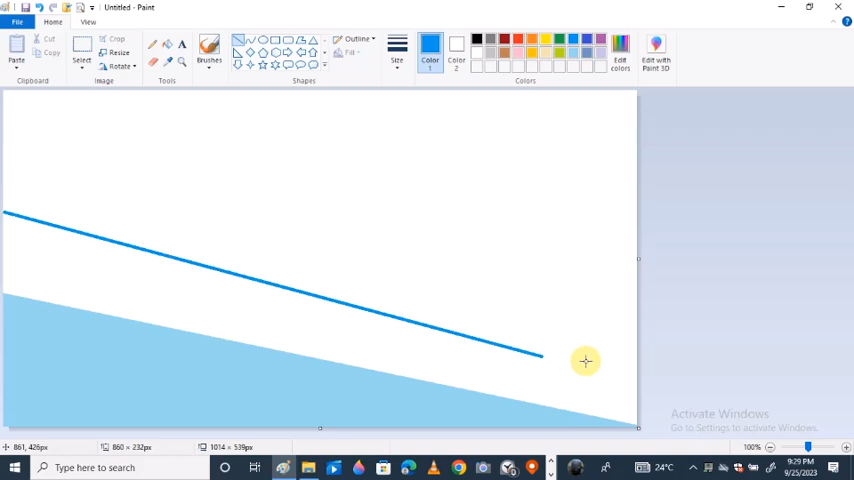 Untitled - Paint
File
Home
View
Paste
Cut
Copy
Clipboard
Select
Crop
Resize
Rotate
Image
A
Tools
Brushes
Shapes
Outline
Fill
Size
Color
1
Color
2
Colors
Edit
colors
Edit with
Paint 3D
Activate Windows
Go to Settings to activate Windows.
861, 426px
860 × 232px
1014 × 539px
100%
Type here to search
24°C
9:29 PM
9/25/2023